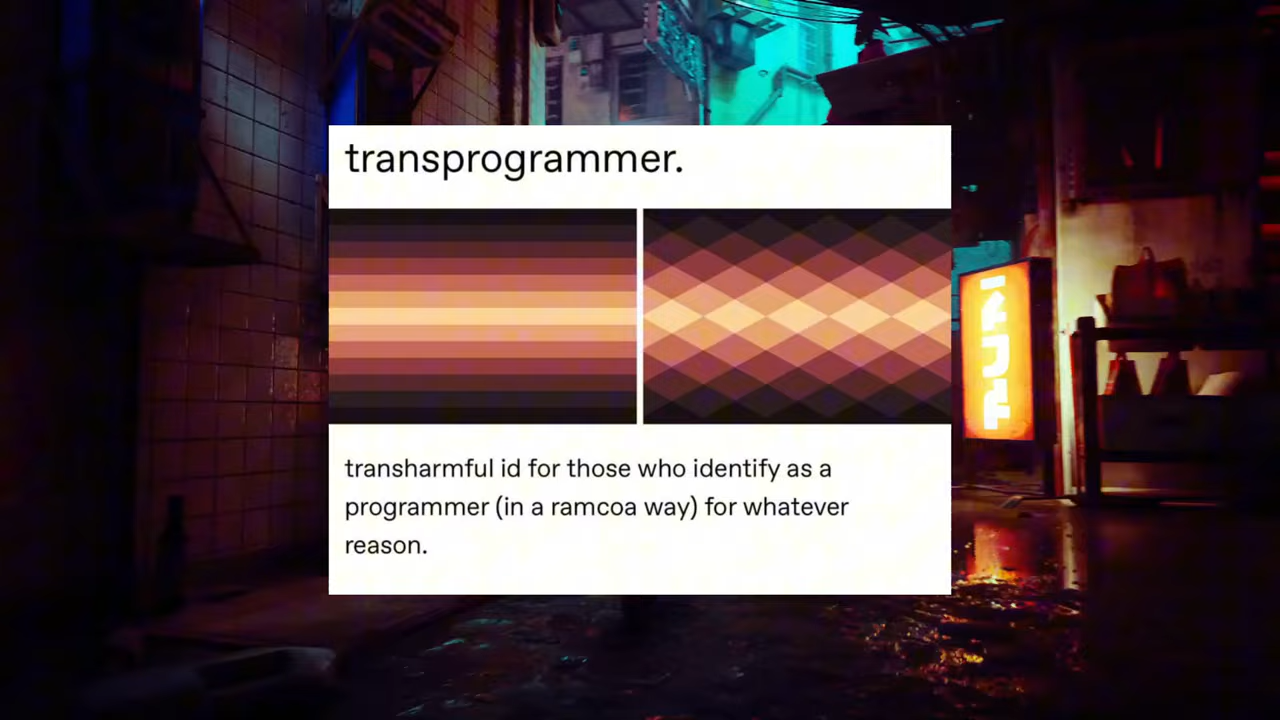 transprogrammer.
transharmful id for those who identify as a
programmer (in a ramcoa way) for whatever
reason.